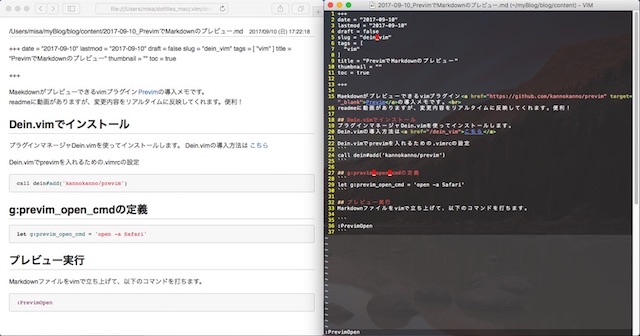 /Users/misa/dotfiles_mac/vim/de
/Users/misa/myBlog/blog/content/2017-09-10_PrevimでMarkdownのプレビュー.md
2017/09/10 (日) 17:22:18
+++ date = "2017-09-10" lastmod = "2017-09-10" draft = false slug = "dein_vim" tags = [ "vim" ] title =
"PrevimでMarkdownのプレビュー" thumbnail = "" toc = true
+++
Maekdownがプレビューできるvimプラグイン Previmの導入メモです。
readmeに動画がありますが、変更内容をリアルタイムに反映してくれます。便利！
Dein.vimでインストール
プラグインマネージャDein.vimを使ってインストールします。 Dein.vimの導入方法は こちら
Dein.vimでprevimを入れるための.vimrcの設定
call dein#add('kannokanno/previm')
g:previm_open_cmdの定義
let g:previm_open_cmd = 'open -a Safari'
プレビュー実行
Markdownファイルをvimで立ち上げて、以下のコマンドを打ちます。
:PrevimOpen
2017-09-10_PrevimでMarkdownのプレビュー.md (~/myBlog/blog/content) - VIM
1 +++
2 date = "2017-09-10"
3 lastmod = "2017-09-10"
4 draft = false
5 slug = "dein_vim"
6 tags = [
7 "vim"
8 ]
9 title = "PrevimでMarkdownのプレビュー"
10 thumbnail = ""
11 toc = true
12
13 +++
14
15 Maekdownがプレビューできるvimプラグイン<a href="https://github.com/kannokanno/previm" target=
"_blank">Previm</a>の導入メモです。<br>
16 readmeに動画がありますが、変更内容をリアルタイムに反映してくれます。便利！
17
18 ## Dein.vimでインストール
19 プラグインマネージャDein.vimを使ってインストールします。
20 Dein.vimの導入方法は<a href="/dein_vim">こちら</a>
21
22 Dein.vimでprevimを入れるための.vimrcの設定
23 ```
24 call dein#add('kannokanno/previm')
25 ```
26
27 ## g:previm_open_cmdの定義
28 ```
29 let g:previm_open_cmd = 'open -a Safari'
30 ```
31
32 ## プレビュー実行
33 Markdownファイルをvimで立ち上げて、以下のコマンドを打ちます。
34
35 ```
36 :PrevimOpen
37 ```
:PrevimOpen